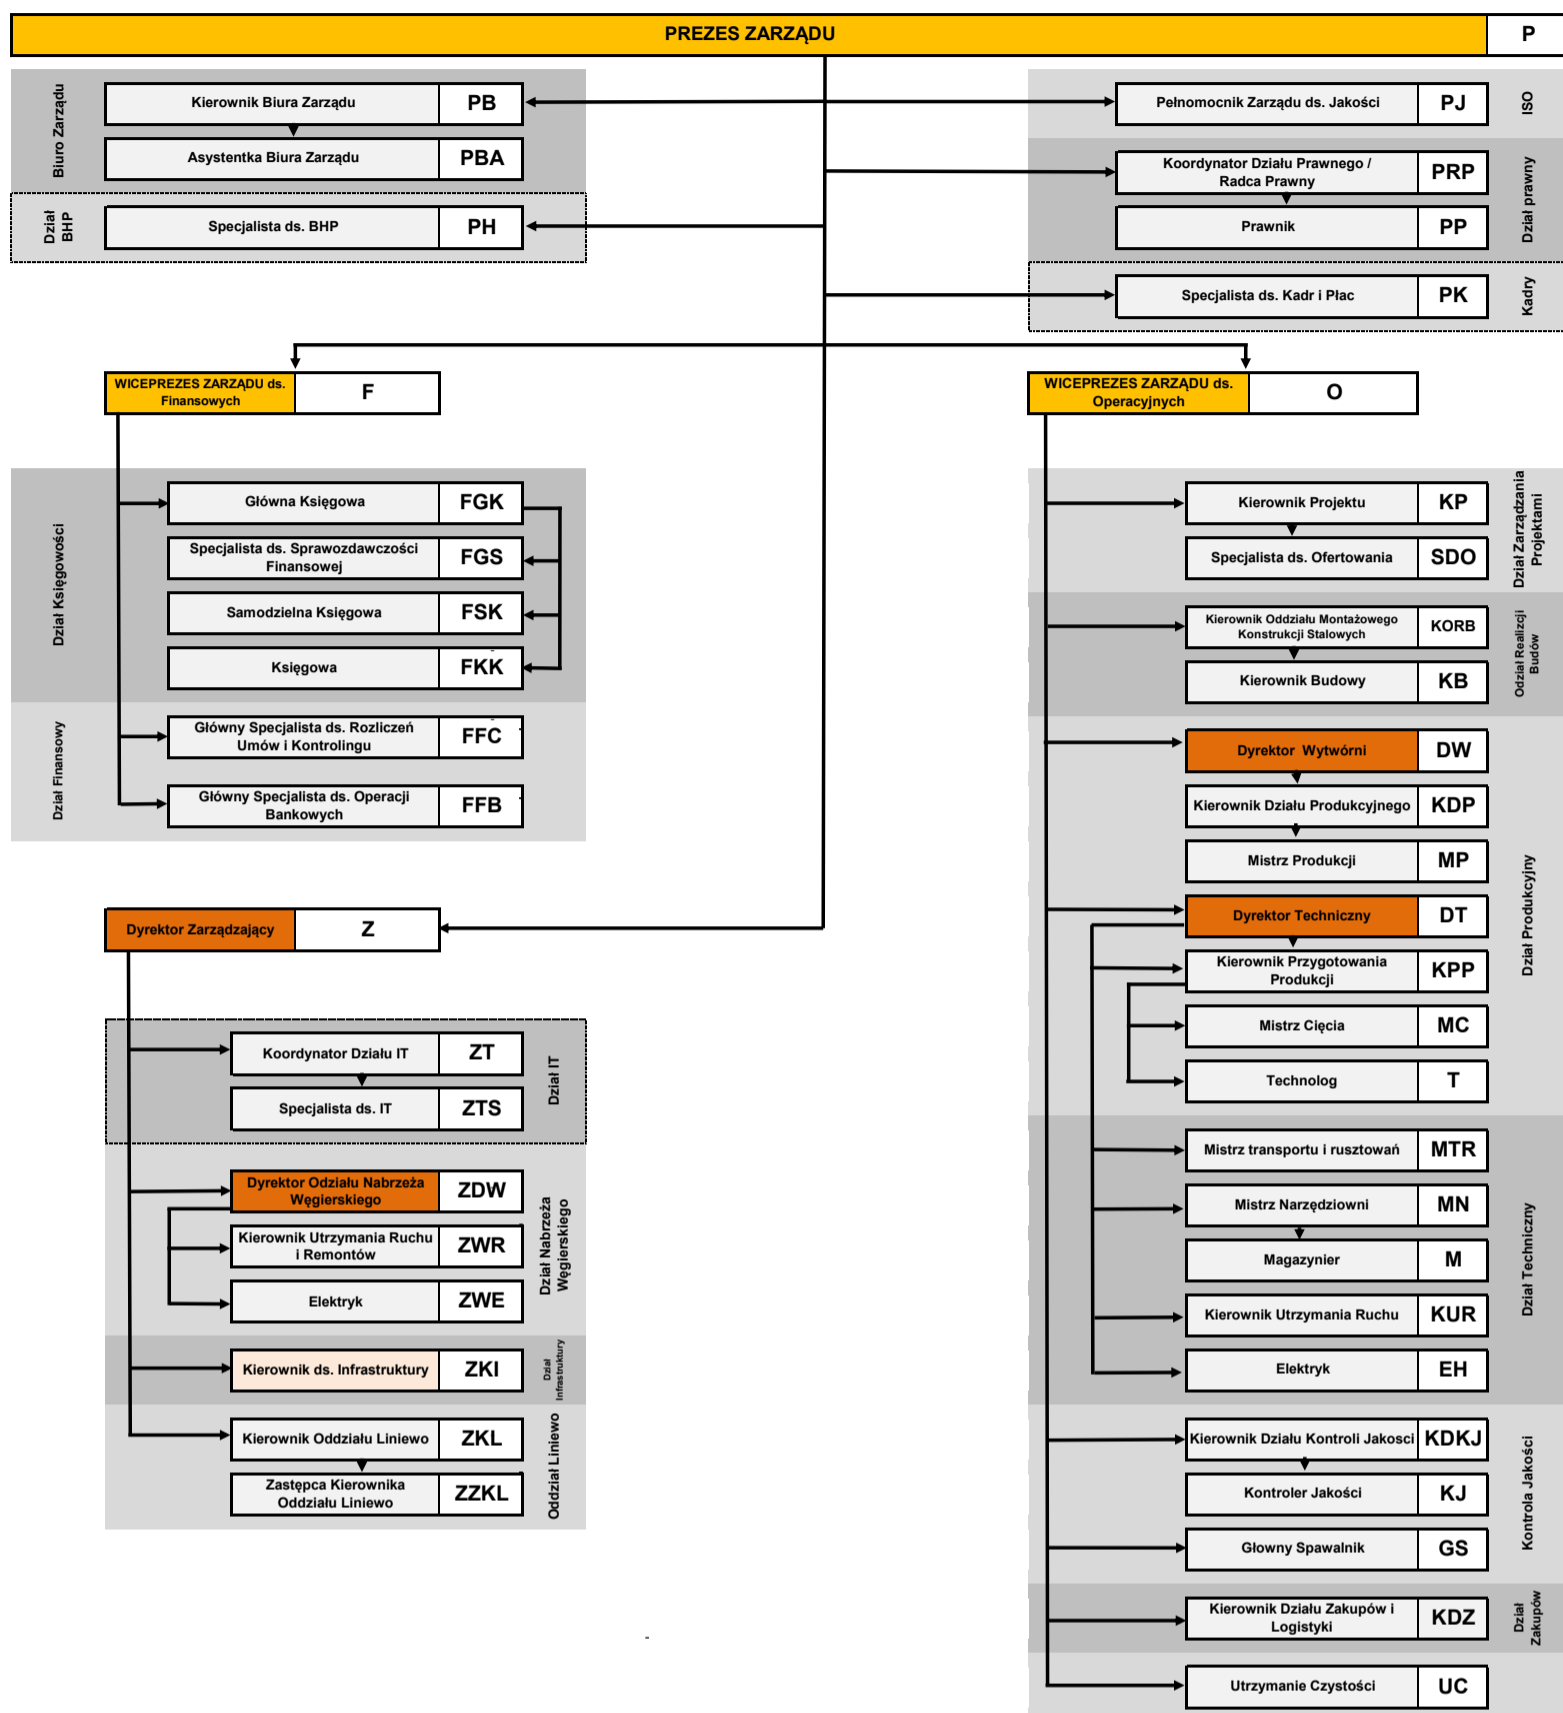 PREZES ZARZĄDU
P
Biuro Zarządu
Kierownik Biura Zarządu
PB
Asystentka Biura Zarządu
PBA
Dział
BHP
Specjalista ds. BHP
PH
Pełnomocnik Zarządu ds. Jakości
PJ
ISO
Koordynator Działu Prawnego /
Radca Prawny
PRP
Prawnik
PP
Dział prawny
Specjalista ds. Kadr i Płac
PK
Kadry
WICEPREZES ZARZĄDU ds.
Finansowych
F
Dział Księgowości
Główna Księgowa
FGK
Specjalista ds. Sprawozdawczości
Finansowej
FGS
Samodzielna Księgowa
FSK
Księgowa
FKK
Dział Finansowy
Główny Specjalista ds. Rozliczeń
Umów i Kontrolingu
FFC
Główny Specjalista ds. Operacji
Bankowych
FFB
Dyrektor Zarządzający
Z
Koordynator Działu IT
ZT
Specjalista ds. IT
ZTS
Dział IT
Dyrektor Odziału Nabrzeża
Węgierskiego
ZDW
Kierownik Utrzymania Ruchu
i Remontów
ZWR
Elektryk
ZWE
Dział Nabrzeża
Węgierskiego
Kierownik ds. Infrastruktury
ZKI
Dział
Infrastruktury
Kierownik Oddziału Liniewo
ZKL
Zastępca Kierownika
Oddziału Liniewo
ZZKL
Oddział Liniewo
WICEPREZES ZARZĄDU ds.
Operacyjnych
O
Kierownik Projektu
KP
Specjalista ds. Ofertowania
SDO
Dział Zarządzania
Projektami
Kierownik Oddziału Montażowego
Konstrukcji Stalowych
KORB
Kierownik Budowy
KB
Odział Realizcji
Budów
Dyrektor Wytwórni
DW
Kierownik Działu Produkcyjnego
KDP
Mistrz Produkcji
MP
Dyrektor Techniczny
DT
Kierownik Przygotowania
Produkcji
KPP
Mistrz Cięcia
MC
Technolog
T
Dział Produkcyjny
Mistrz transportu i rusztowań
MTR
Mistrz Narzędziowni
MN
Magazynier
M
Kierownik Utrzymania Ruchu
KUR
Elektryk
EH
Dział Techniczny
Kierownik Działu Kontroli Jakosci
KDKJ
Kontroler Jakości
KJ
Głowny Spawalnik
GS
Kontrola Jakości
Kierownik Działu Zakupów i
Logistyki
KDZ
Dział
Zakupów
Utrzymanie Czystości
UC